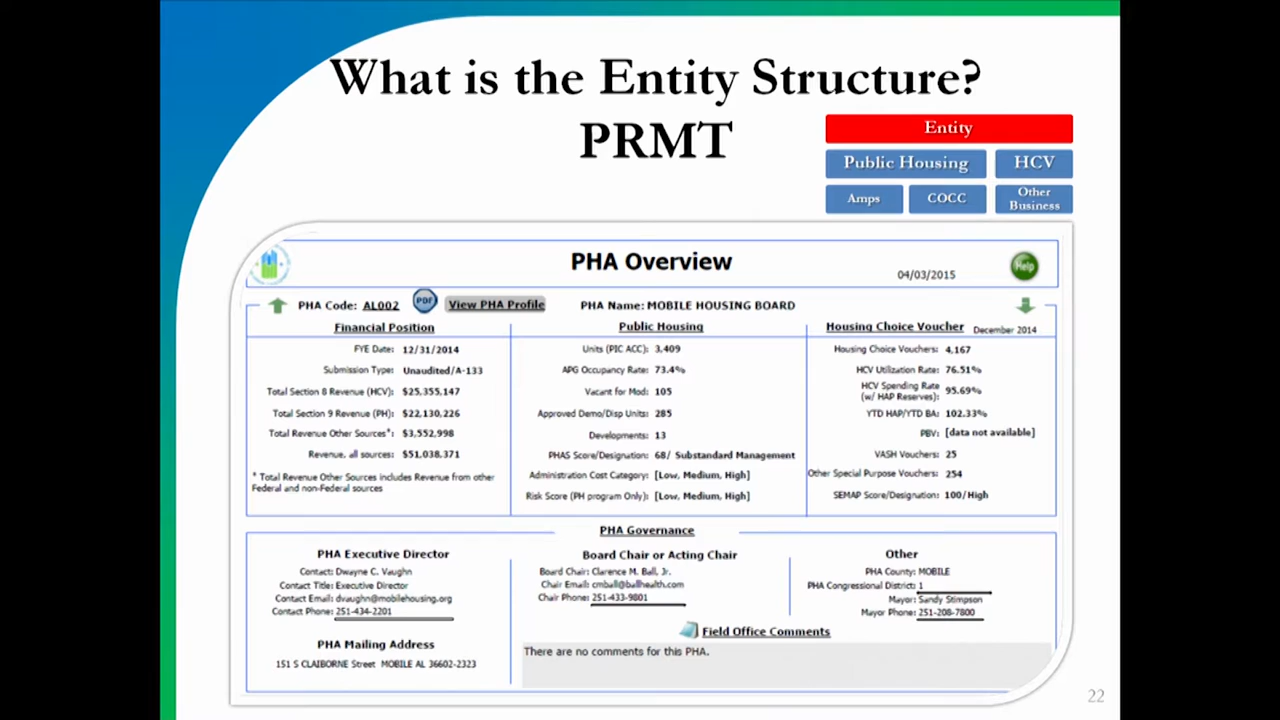 What is the Entity Structure?
PRMT
Entity
Public Housing
HCV
Amps
COCC
Other
Business
PHA Overview
04/03/2015
Help
PHA Code: AL002
PDF
View PHA Profile
PHA Name: MOBILE HOUSING BOARD
Financial Position
FYE Date: 12/31/2014
Submission Type: Unaudited/A-133
Total Section 8 Revenue (HCV): $25,355,147
Total Section 9 Revenue (PH): $22,130,226
Total Revenue Other Sources*: $3,552,998
Revenue, all sources: $51,038,371
* Total Revenue Other Sources includes Revenue from other
Federal and non-Federal sources
Public Housing
Units (PIC ACC): 3,409
APG Occupancy Rate: 73.4%
Vacant for Mod: 105
Approved Demo/Disp Units: 285
Developments: 13
PHAS Score/Designation: 68/ Substandard Management
Administration Cost Category: [Low, Medium, High]
Risk Score (PH program Only): [Low, Medium, High]
Housing Choice Voucher December 2014
Housing Choice Vouchers: 4,167
HCV Utilization Rate: 76.51%
HCV Spending Rate
(w/ HAP Reserves): 95.69%
YTD HAP/YTD BA: 102.33%
PBV: [data not available]
VASH Vouchers: 25
Other Special Purpose Vouchers: 254
SEMAP Score/Designation: 100/High
PHA Governance
PHA Executive Director
Contact: Dwayne C. Vaughn
Contact Title: Executive Director
Contact Email: dvaughn@mobilehousing.org
Contact Phone: 251-434-2201
PHA Mailing Address
151 S CLAIBORNE Street MOBILE AL 36602-2323
Board Chair or Acting Chair
Board Chair: Clarence M. Ball, Jr.
Chair Email: cmball@ballhealth.com
Chair Phone: 251-433-9801
Other
PHA County: MOBILE
PHA Congressional District: 1
Mayor: Sandy Stimpson
Mayor Phone: 251-208-7800
Field Office Comments
There are no comments for this PHA.
22